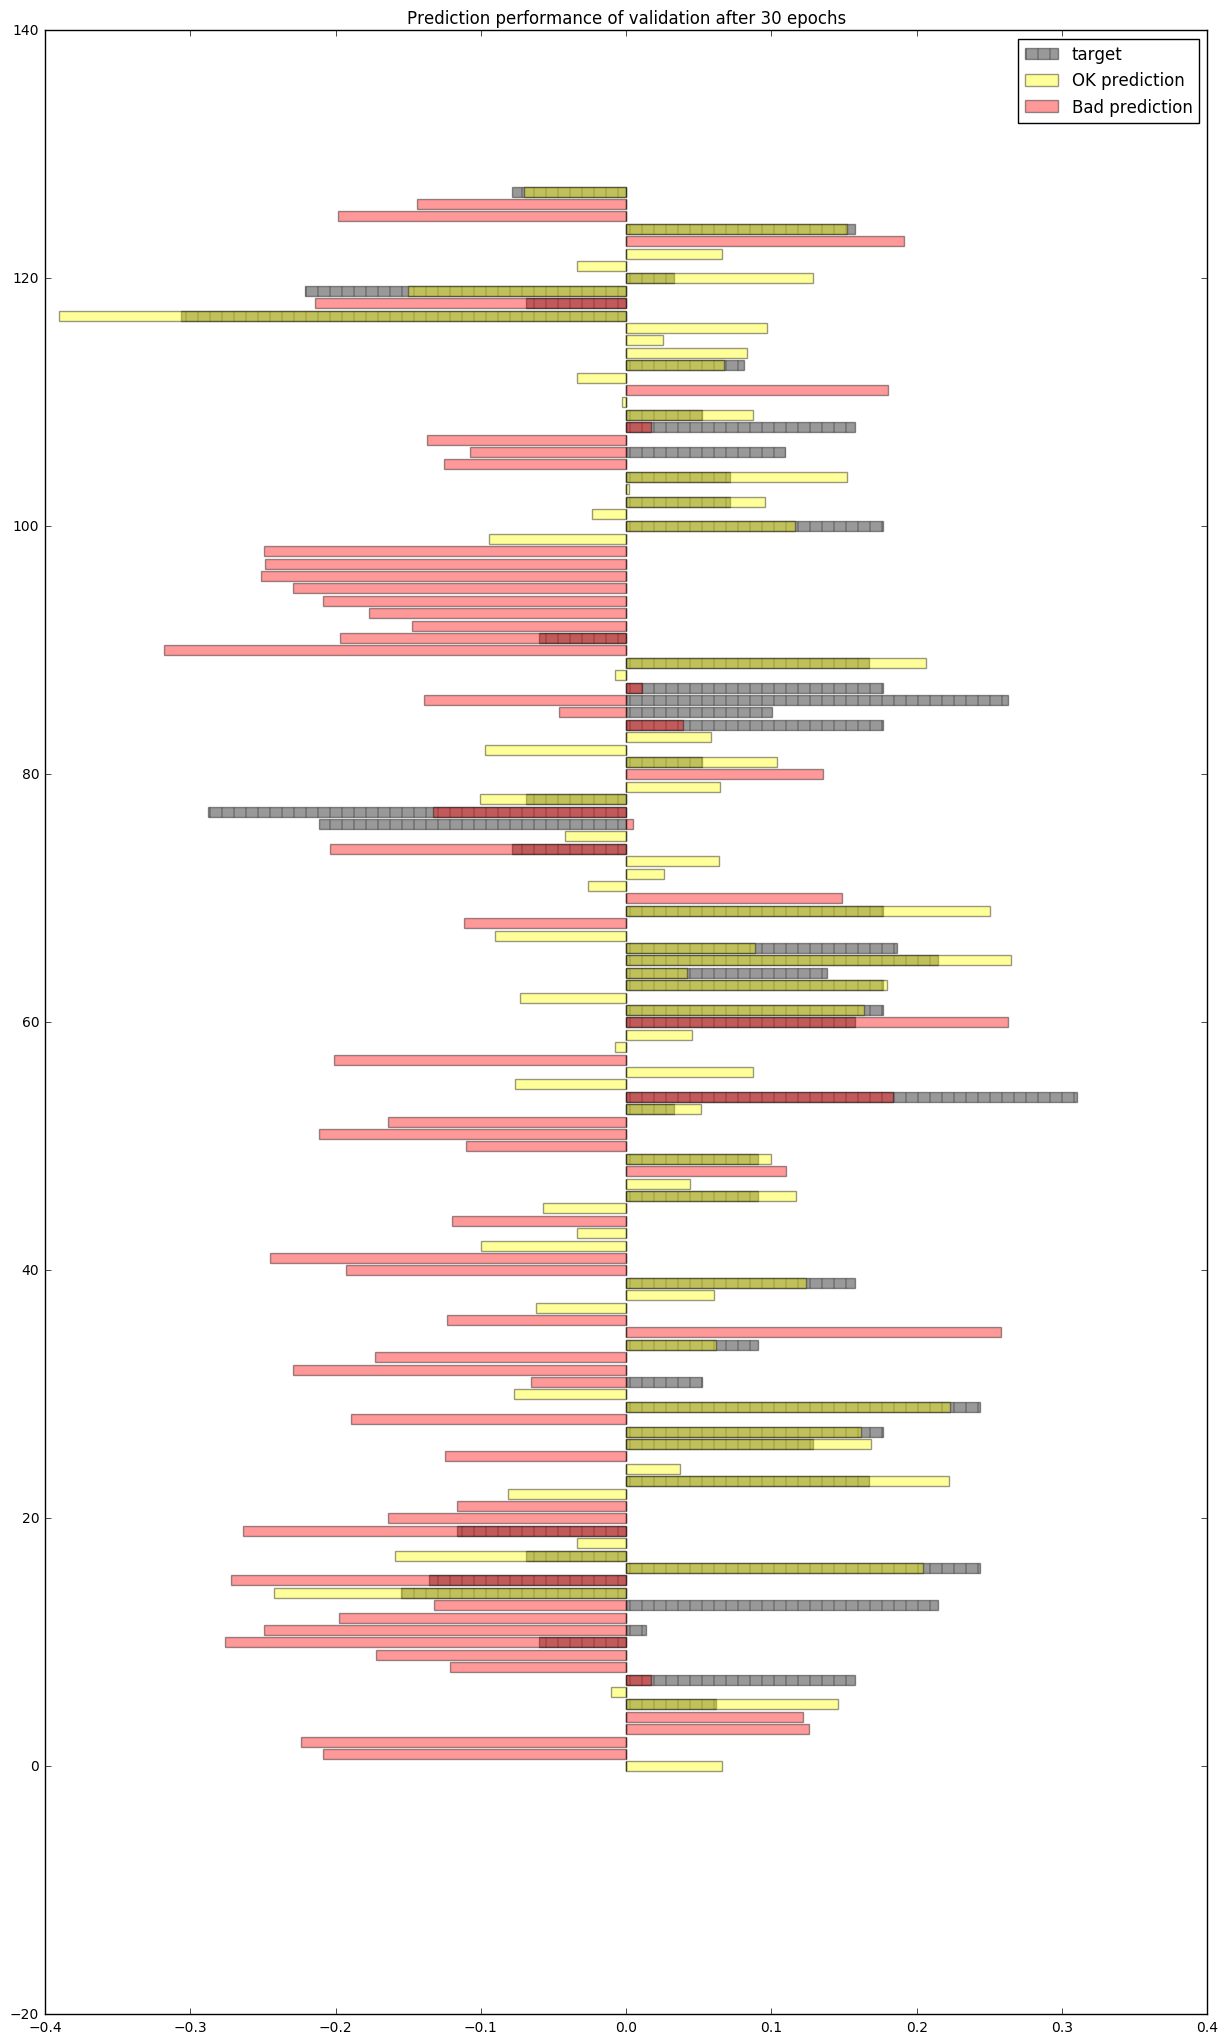 Prediction performance of validation after 30 epochs
140
target
OK prediction
Bad prediction
120
100
80
60
40
20
0
−20
−0.4 −0.3 −0.2 −0.1 0.0 0.1 0.2 0.3 0.4